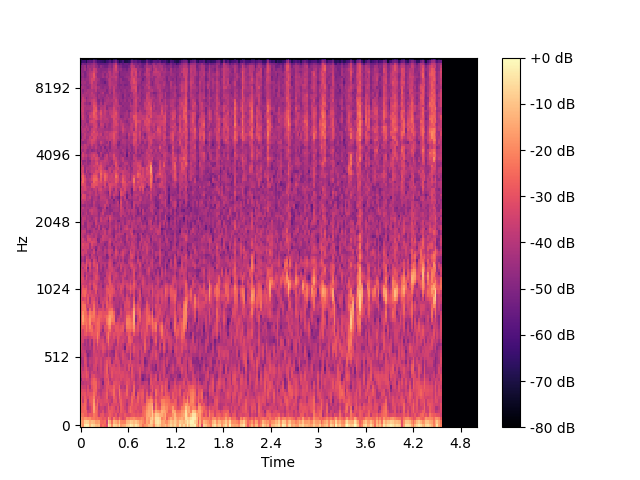 8192
4096
2048
1024
512
0
Hz
0 0.6 1.2 1.8 2.4 3 3.6 4.2 4.8
Time
+0 dB
-10 dB
-20 dB
-30 dB
-40 dB
-50 dB
-60 dB
-70 dB
-80 dB